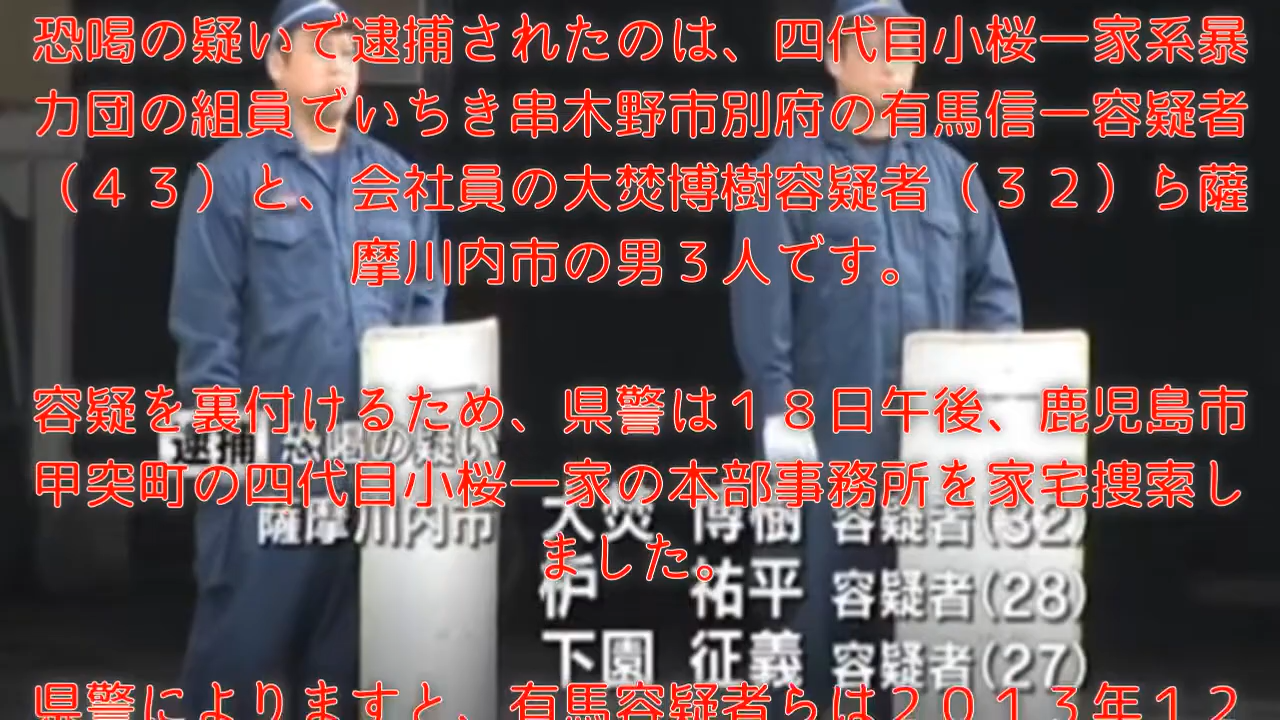 恐喝の疑いで逮捕されたのは、四代目小桜一家系暴
力団の組員でいちき串木野市別府の有馬信一容疑者
（４３）と、会社員の大焚博樹容疑者（３２）ら薩
摩川内市の男３人です。
容疑を裏付けるため、県警は１８日午後、鹿児島市
逮捕 恐喝の疑い
甲突町の四代目小桜一家の本部事務所を家宅捜索し
薩摩川内市 大焚 博樹 容疑者(32)
ました。
祐平 容疑者(28)
下園 征義 容疑者(27)
県警によりますと、有馬容疑者らは２０１３年１２